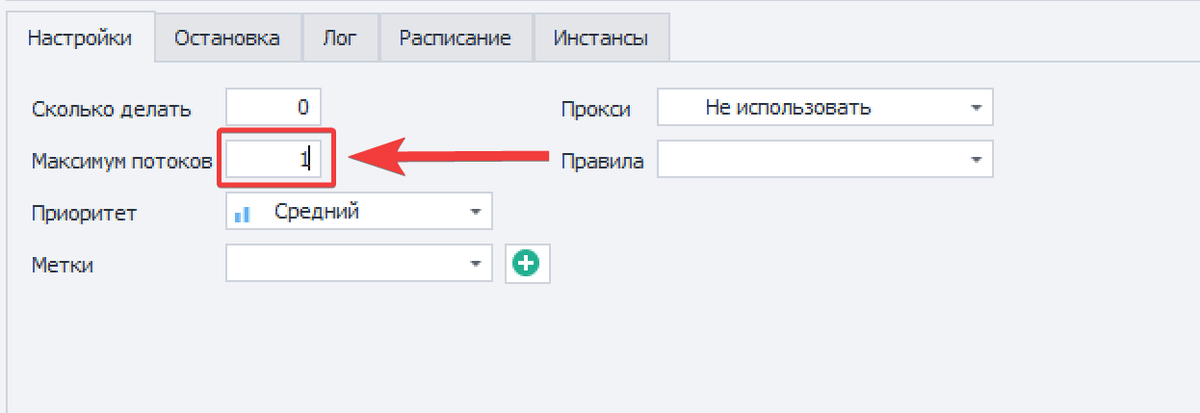 Настройки Остановка Лог Расписание Инстансы
Сколько делать 0 Прокси Не использовать
Максимум потоков 1 Правила
Приоритет Средний
Метки